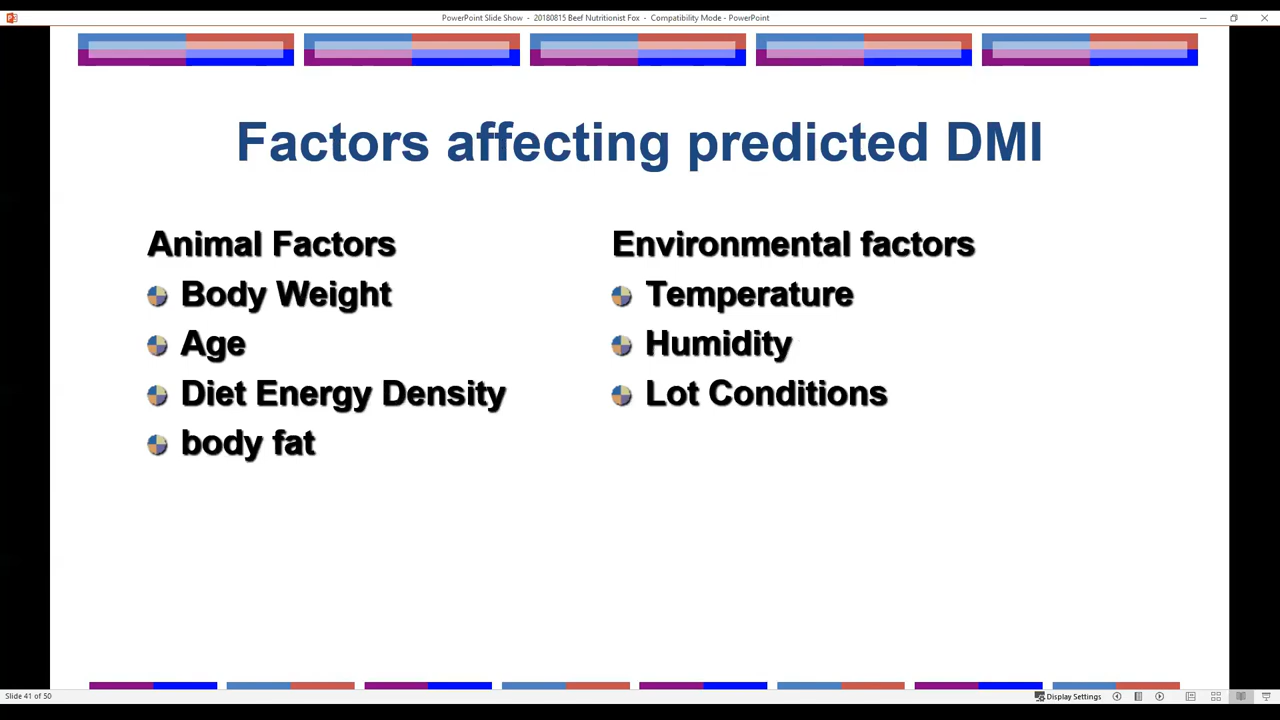 PowerPoint Slide Show - 20180815 Beef Nutritionist Fox - Compatibility Mode - PowerPoint
Factors affecting predicted DMI
Animal Factors
Body Weight
Age
Diet Energy Density
body fat
Environmental factors
Temperature
Humidity
Lot Conditions
Slide 41 of 50
Display Settings